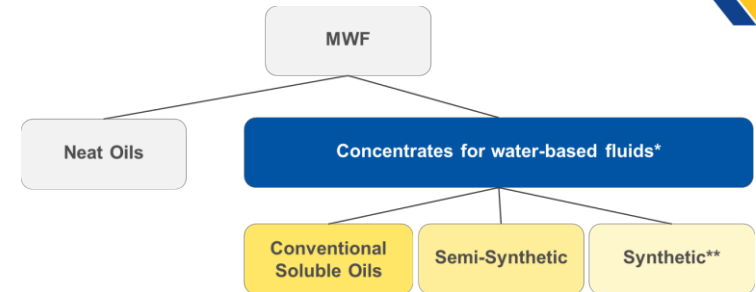 MWF
Neat Oils
Concentrates for water-based fluids*
Conventional
Soluble Oils
Semi-Synthetic
Synthetic**